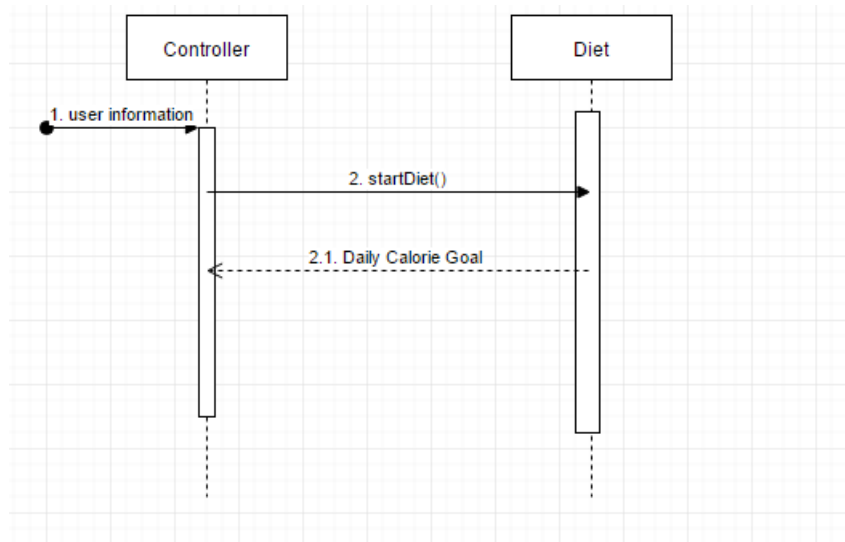 Controller
Diet
1. user information
2. startDiet()
2.1. Daily Calorie Goal